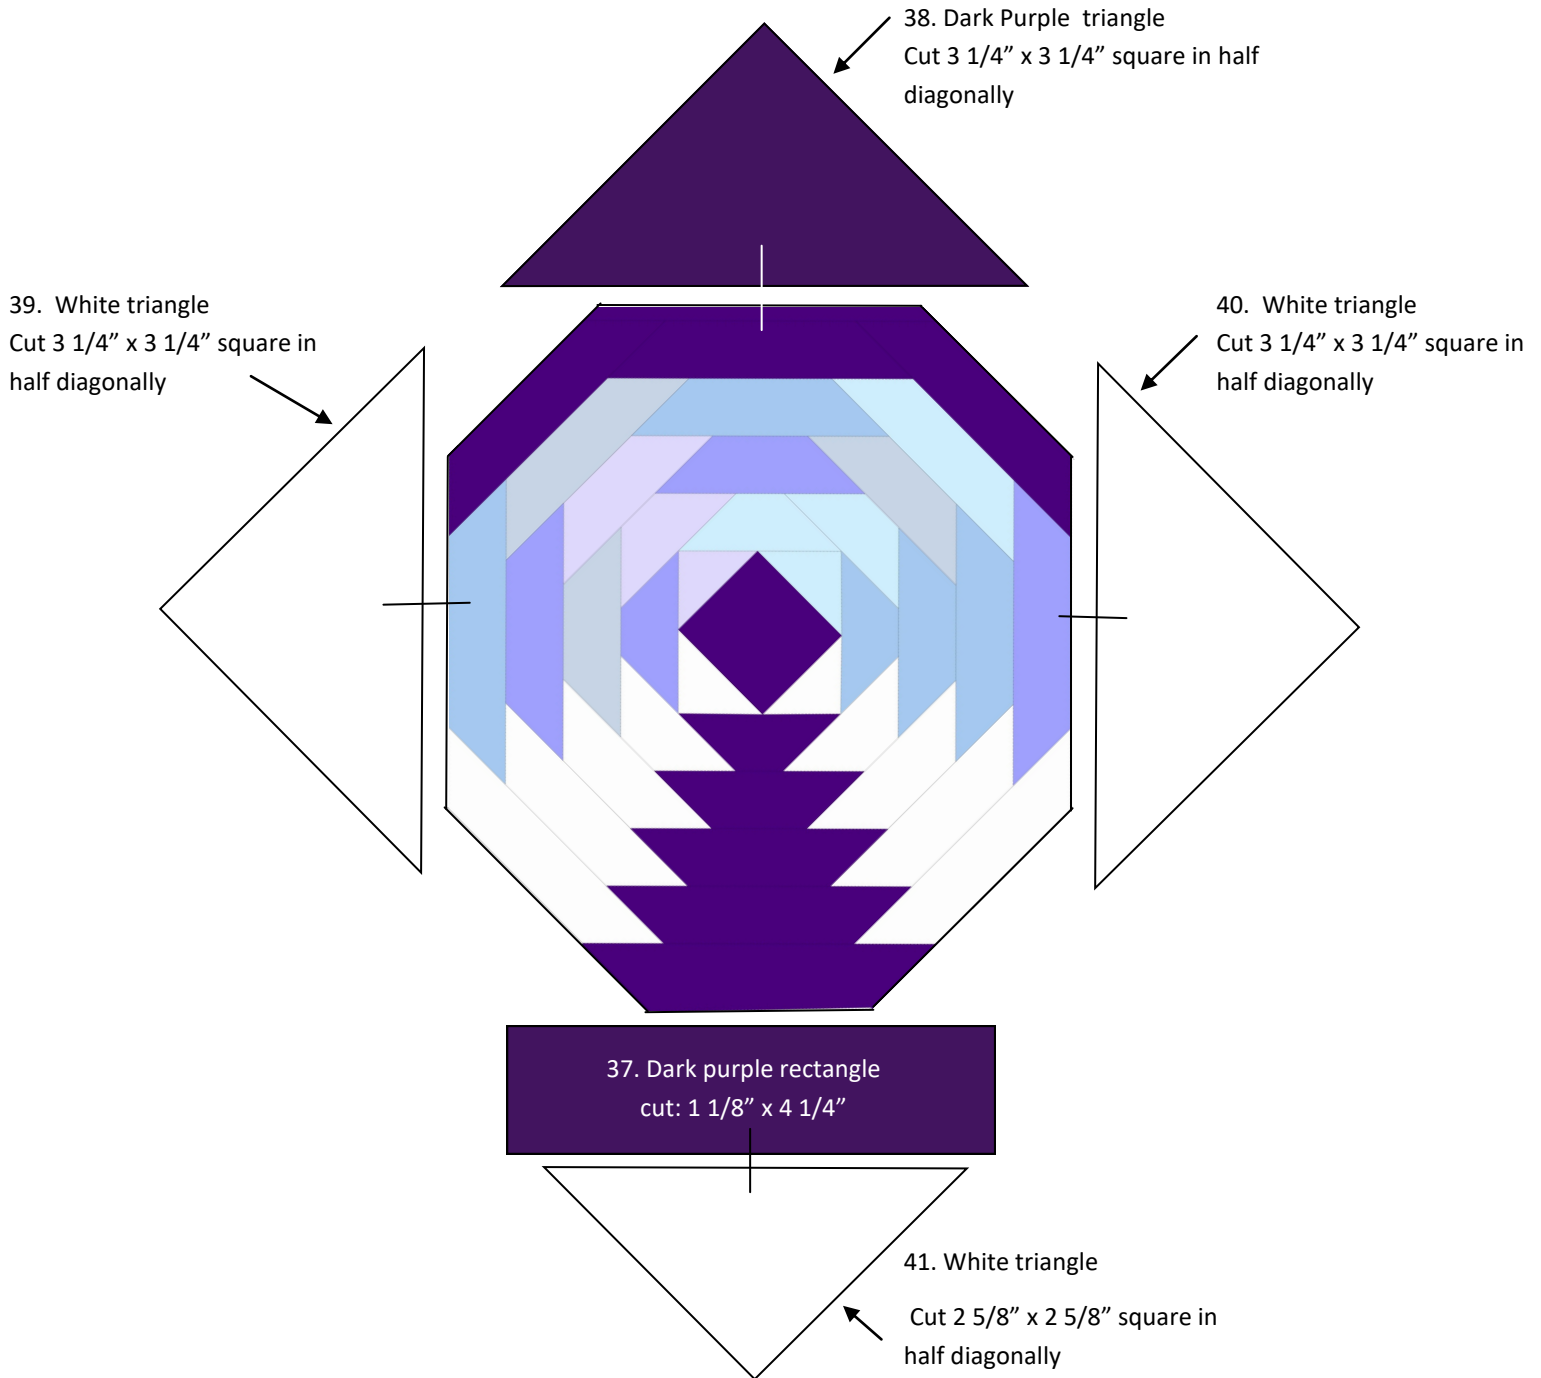 38. Dark Purple  triangle
Cut 3 1/4” x 3 1/4” square in half
diagonally
39.  White triangle
Cut 3 1/4” x 3 1/4” square in
half diagonally
40.  White triangle
Cut 3 1/4” x 3 1/4” square in
half diagonally
37. Dark purple rectangle
cut: 1 1/8” x 4 1/4”
41. White triangle
Cut 2 5/8” x 2 5/8” square in
half diagonally